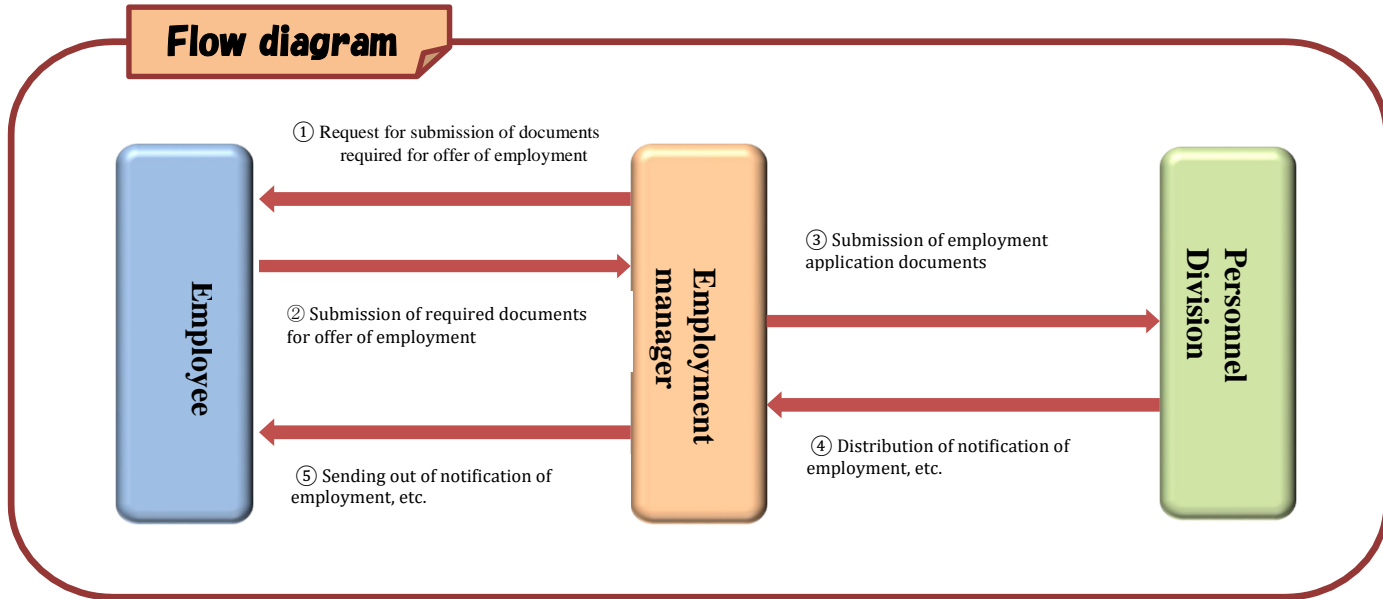 Flow diagram
① Request for submission of documents
required for offer of employment
Employee
② Submission of required documents
for offer of employment
Employment
manager
③ Submission of employment
application documents
Personnel
Division
④ Distribution of notification of
employment, etc.
⑤ Sending out of notification of
employment, etc.